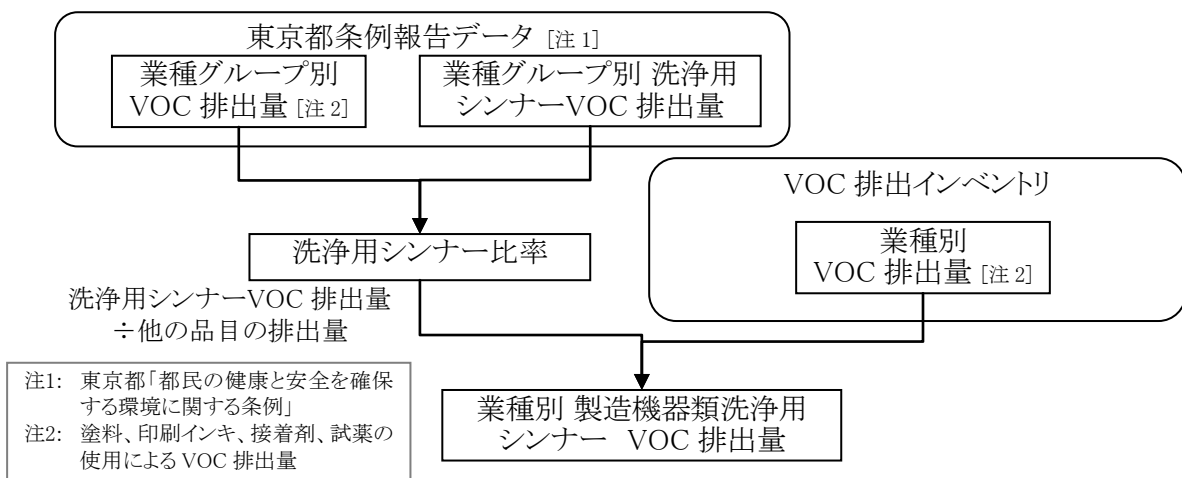 東京都条例報告データ [注 1]
業種グループ別
VOC 排出量 [注 2]
業種グループ別 洗浄用
シンナーVOC 排出量
VOC 排出インベントリ
業種別
VOC 排出量 [注 2]
洗浄用シンナー比率
洗浄用シンナーVOC 排出量
÷他の品目の排出量
注1: 東京都「都民の健康と安全を確保
する環境に関する条例」
注2: 塗料、印刷インキ、接着剤、試薬の
使用による VOC 排出量
業種別 製造機器類洗浄用
シンナー VOC 排出量